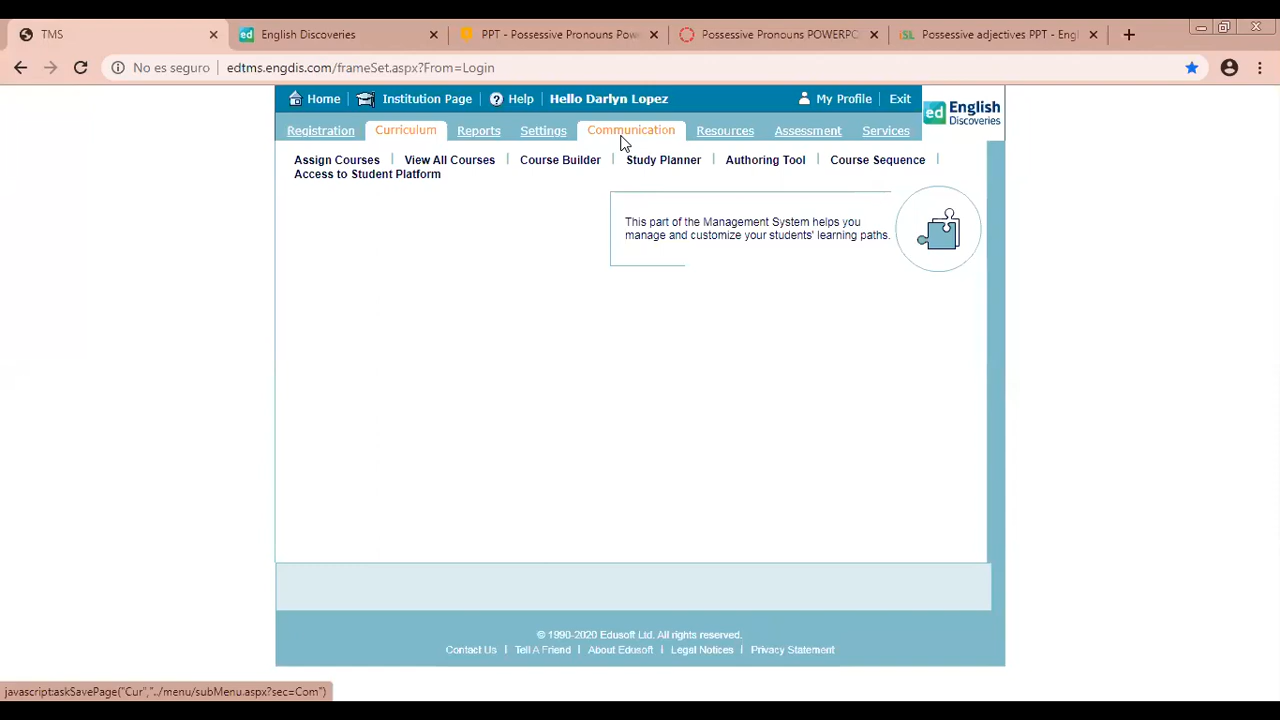 TMS
English Discoveries
PPT - Possessive Pronouns Pow
Possessive Pronouns POWERPO
SL
Possessive adjectives PPT - Eng
No es seguro
edtms.engdis.com/frameSet.aspx?From=Login
Home
Institution Page
Help
Hello Darlyn Lopez
My Profile
Exit
ed English
Discoveries
Registration
Curriculum
Reports
Settings
Communication
Resources
Assessment
Services
Assign Courses
View All Courses
Course Builder
Study Planner
Authoring Tool
Course Sequence
Access to Student Platform
This part of the Management System helps you
manage and customize your students' learning paths.
© 1990-2020 Edusoft Ltd. All rights reserved.
Contact Us
Tell A Friend
About Edusoft
Legal Notices
Privacy Statement
javascript:askSavePage("Cur","../menu/subMenu.aspx?sec=Com")